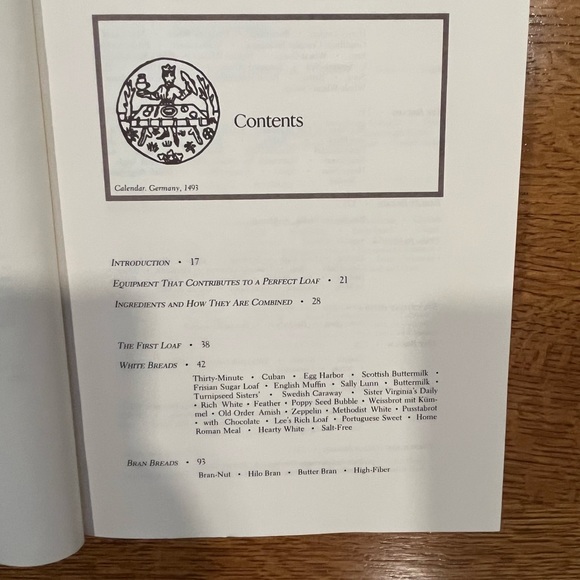 Contents
Calendar, Germany, 1493
INTRODUCTION • 17
EQUIPMENT THAT CONTRIBUTES TO A PERFECT LOAF • 21
INGREDIENTS AND HOW THEY ARE COMBINED • 28
THE FIRST LOAF • 38
WHITE BREADS • 42
Thirty-Minute • Cuban • Egg Harbor • Scottish Buttermilk •
Frisian Sugar Loaf • English Muffin • Sally Lunn • Buttermilk •
Turnipseed Sisters' • Swedish Caraway • Sister Virginia's Daily
• Rich White • Feather • Poppy Seed Bubble • Weissbrot mit Küm-
mel • Old Order Amish • Zeppelin • Methodist White • Pusstabrot
• with Chocolate • Lee's Rich Loaf • Portuguese Sweet • Home
Roman Meal • Hearty White • Salt-Free
BRAN BREADS • 93
Bran-Nut • Hilo Bran • Butter Bran • High-Fiber